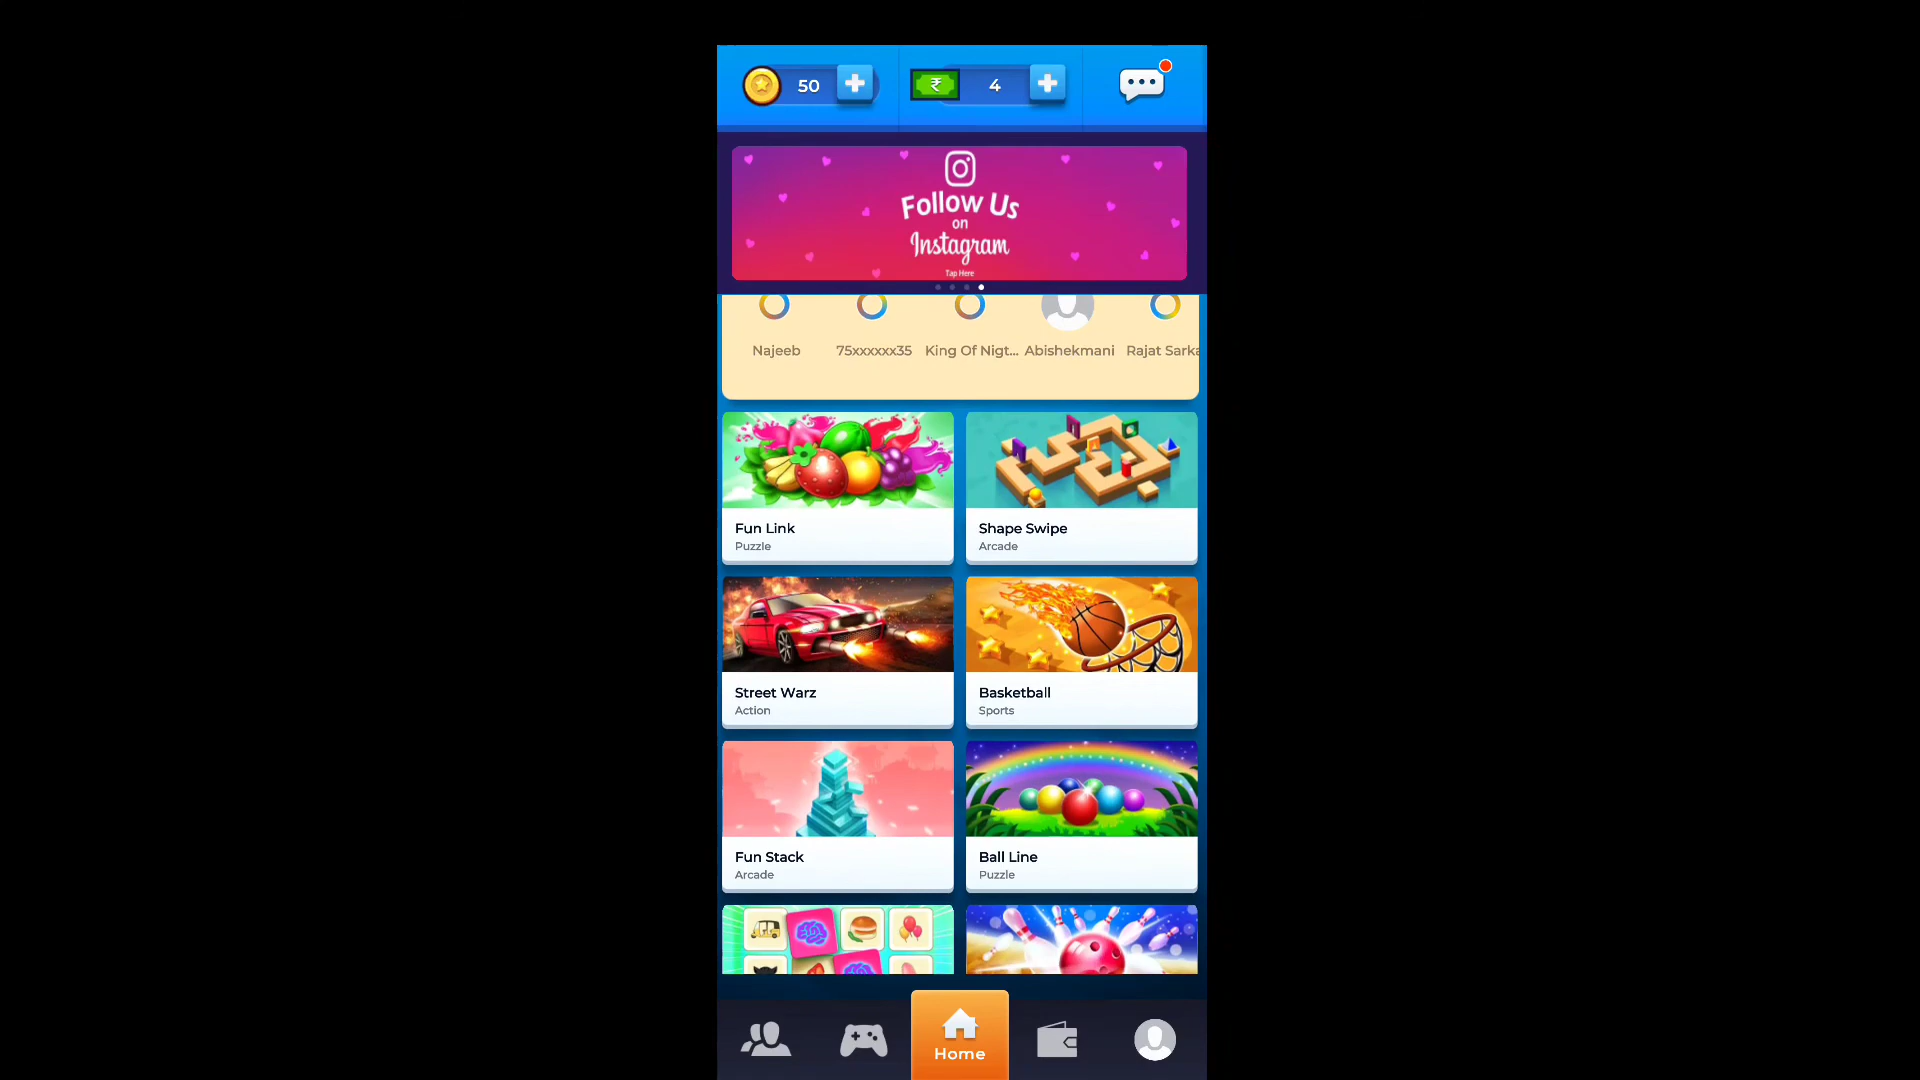 50
₹
4
Follow Us
on
Instagram
Tap Here
Najeeb
75xxxxxx35
King Of Nigt...
Abishekmani
Rajat Sarka
Fun Link
Puzzle
Shape Swipe
Arcade
Street Warz
Action
Basketball
Sports
Fun Stack
Arcade
Ball Line
Puzzle
Home